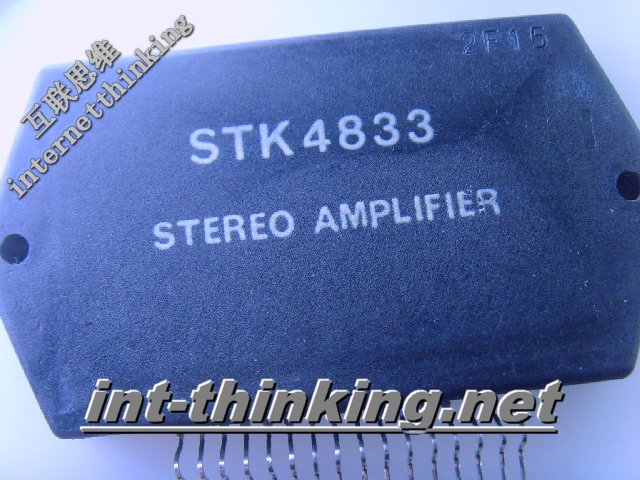 互联思维
internetthinking
2F15
STK4833
STEREO AMPLIFIER
int-thinking.net